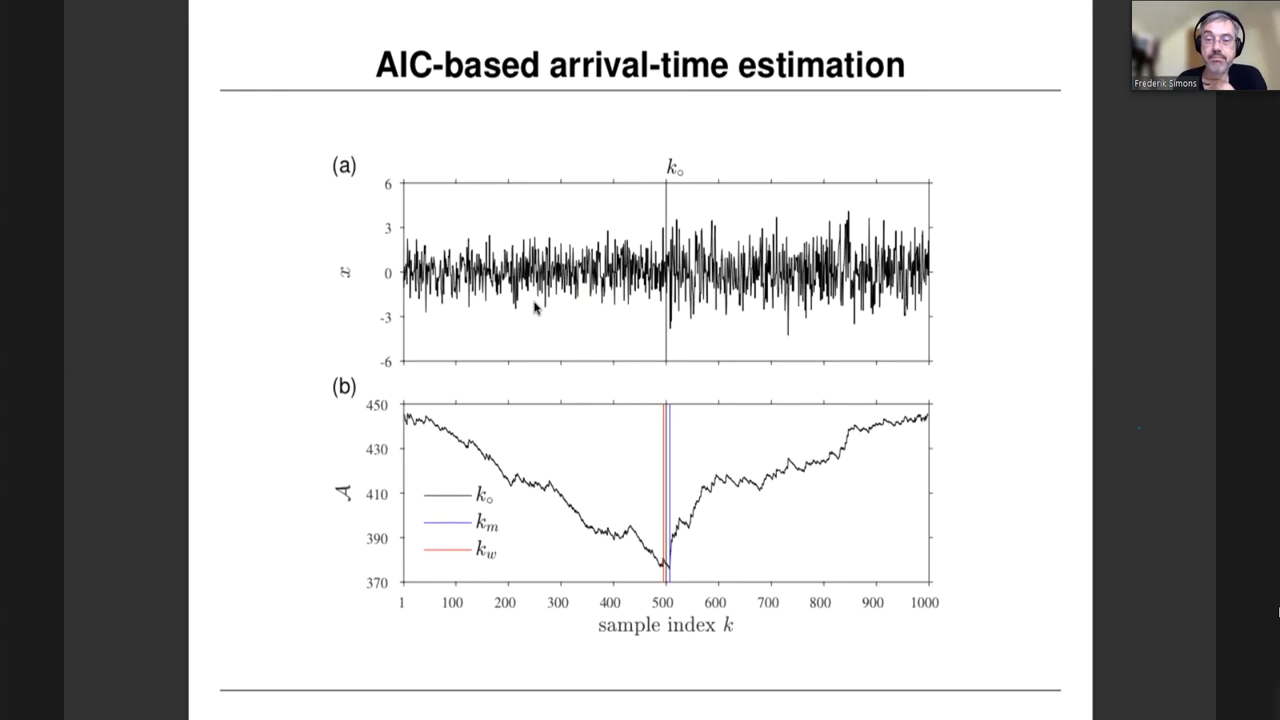 AIC-based arrival-time estimation
Frederik Simons
(a)
k∘
6
3
0
-3
-6
x
(b)
450
430
410
390
370
𝒜
k∘
kₘ
k_w
1 100 200 300 400 500 600 700 800 900 1000
sample index k